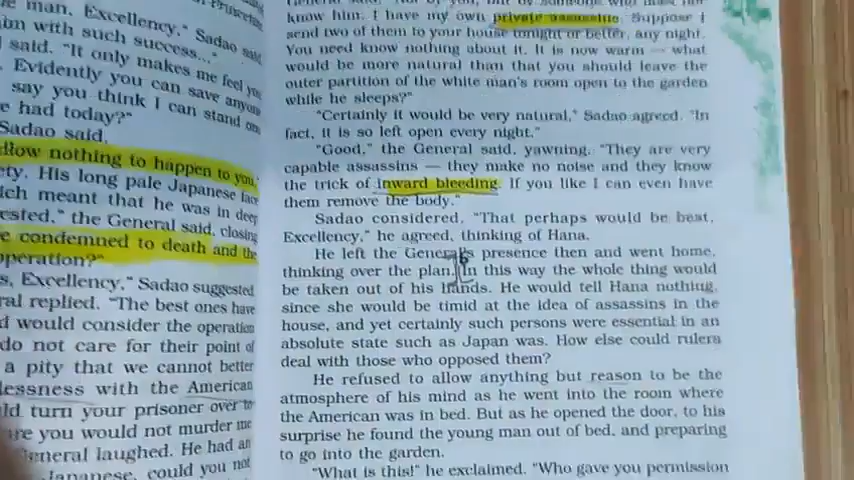 e man, Excellency," Sadao said
on with such success..."
said. "It only makes me feel you
. Evidently you can save anyone
say you think I can stand one
e had today?"
Sadao said.
llow nothing to happen to you,"
ety. His long pale Japanese face
ich meant that he was in deep
ested," the General said, closing
e condemned to death and the
operation?"
s, Excellency," Sadao suggested
ral replied. "The best ones have
d would consider the operation
do not care for their point of
a pity that we cannot better
lessness with the American
ld turn your prisoner over to
re you would not murder me
General laughed. He had an
Japanese, could you not
know him. I have my own private assassins. Suppose I
send two of them to your house tonight or better, any night.
You need know nothing about it. It is now warm — what
would be more natural than that you should leave the
outer partition of the white man's room open to the garden
while he sleeps?"
"Certainly it would be very natural," Sadao agreed. "In
fact, it is so left open every night."
"Good," the General said, yawning. "They are very
capable assassins — they make no noise and they know
the trick of inward bleeding. If you like I can even have
them remove the body."
Sadao considered. "That perhaps would be best,
Excellency," he agreed, thinking of Hana.
He left the General's presence then and went home,
thinking over the plan. In this way the whole thing would
be taken out of his hands. He would tell Hana nothing,
since she would be timid at the idea of assassins in the
house, and yet certainly such persons were essential in an
absolute state such as Japan was. How else could rulers
deal with those who opposed them?
He refused to allow anything but reason to be the
atmosphere of his mind as he went into the room where
the American was in bed. But as he opened the door, to his
surprise he found the young man out of bed, and preparing
to go into the garden.
"What is this!" he exclaimed. "Who gave you permission